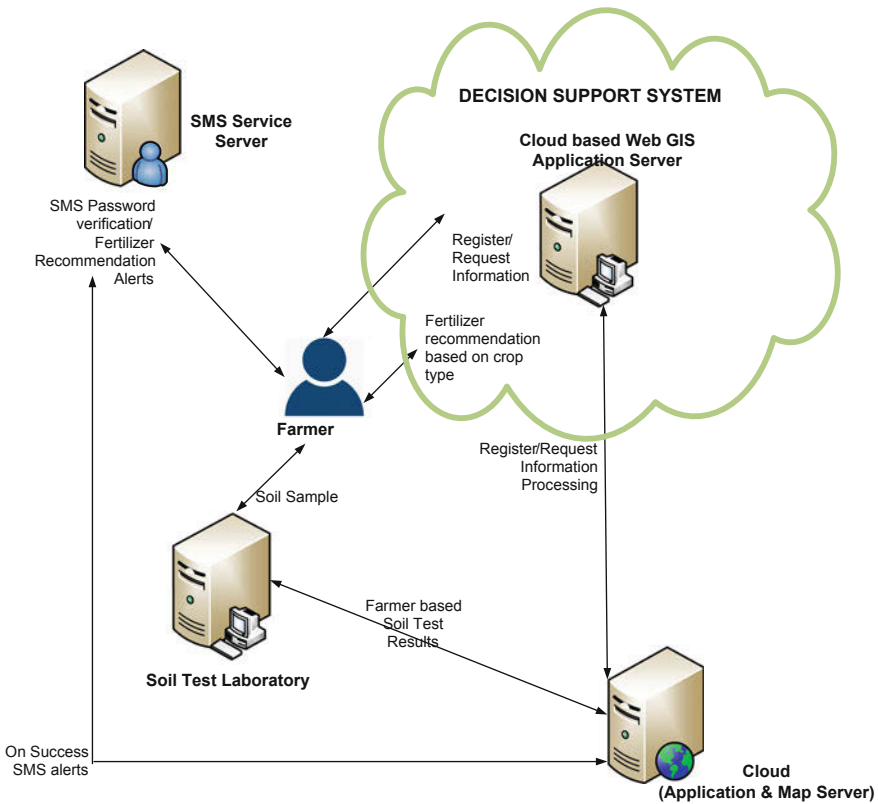 DECISION SUPPORT SYSTEM
SMS Service
Server
Cloud based Web GIS
Application Server
SMS Password
verification/
Fertilizer
Recommendation
Alerts
Register/
Request
Information
Fertilizer
recommendation
based on crop
type
Farmer
Register/Request
Information
Processing
Soil Sample
Farmer based
Soil Test
Results
Soil Test Laboratory
On Success
SMS alerts
Cloud
(Application & Map Server)